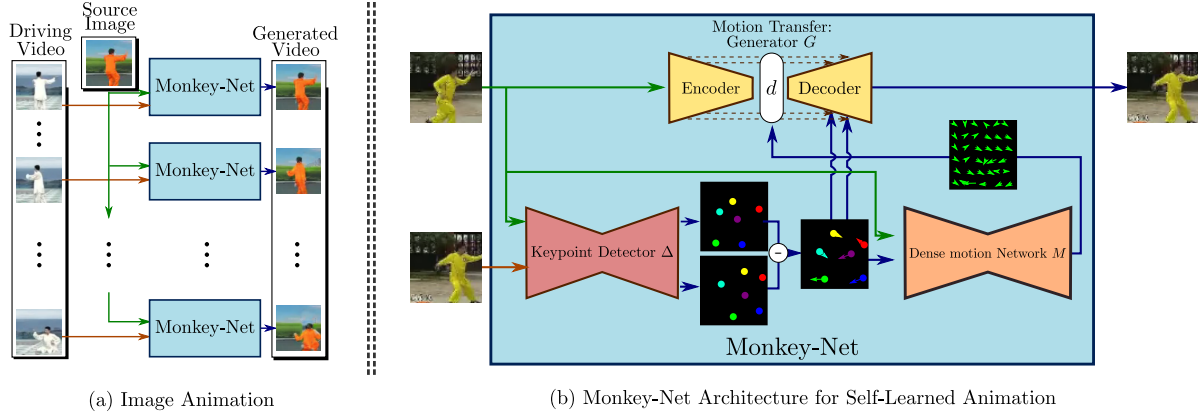 Driving
Video
Source
Image
Generated
Video
Monkey-Net
Monkey-Net
Monkey-Net
(a) Image Animation
Motion Transfer:
Generator G
Encoder
d
Decoder
Keypoint Detector Δ
-
Dense motion Network M
Monkey-Net
(b) Monkey-Net Architecture for Self-Learned Animation